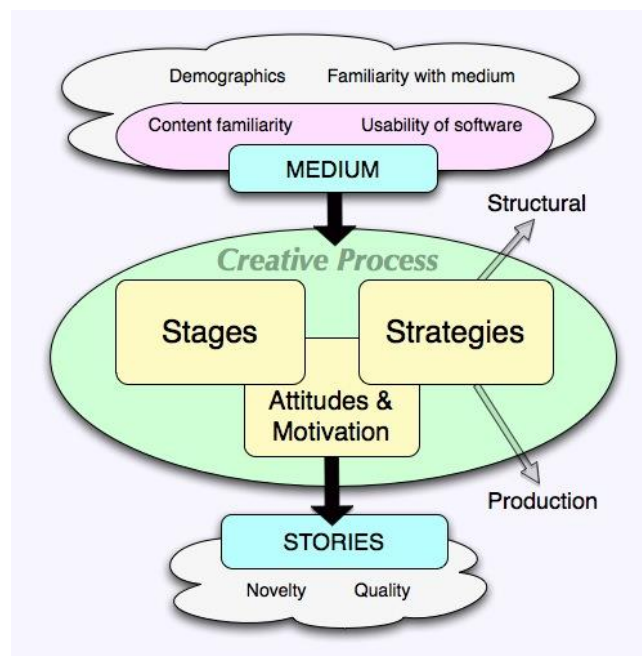 Demographics Familiarity with medium
Content familiarity Usability of software
MEDIUM
Structural
Creative Process
Stages Strategies
Attitudes &
Motivation
Production
STORIES
Novelty Quality